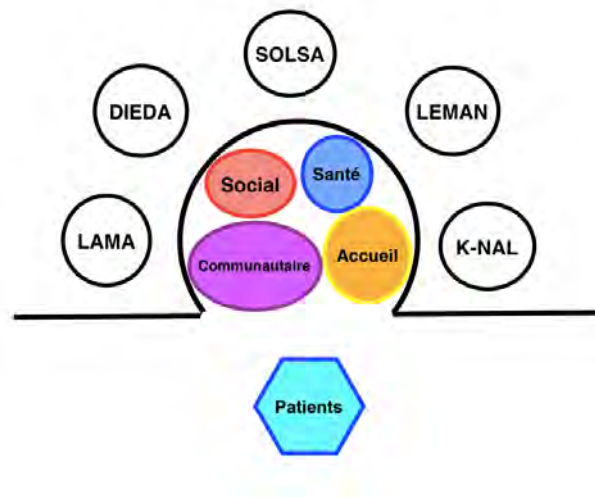 SOLSA
DIEDA
LEMAN
Social
Santé
LAMA
Communautaire
Accueil
K-NAL
Patients